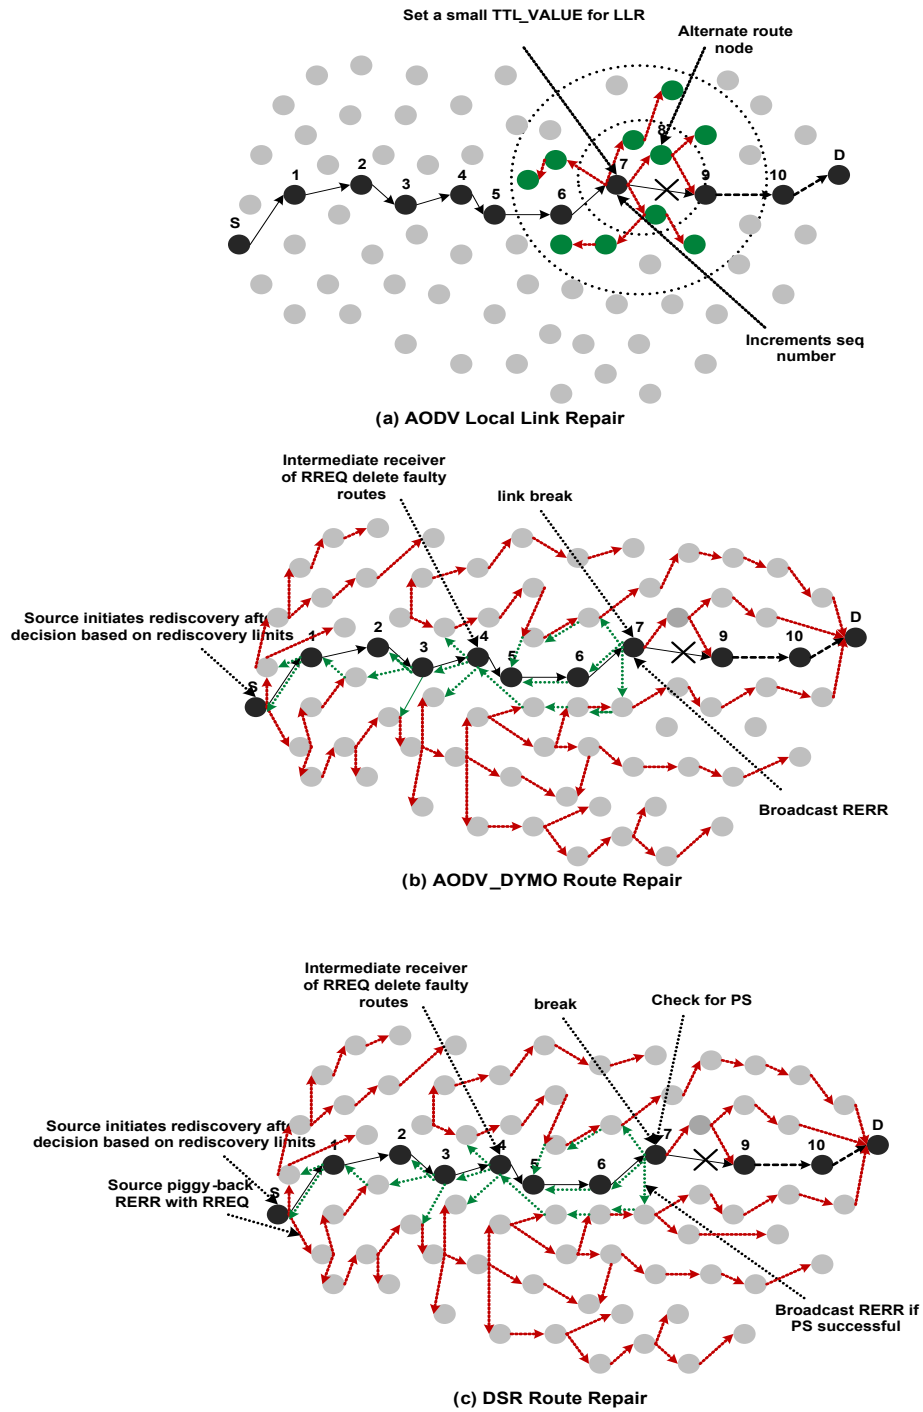 Set a small TTL_VALUE for LLR
Alternate route
node
8
D
7
2
1
4
9
10
3
5
6
S
Increments seq
number
(a) AODV Local Link Repair
Intermediate receiver
of RREQ delete faulty
routes
link break
Source initiates rediscovery aft
decision based on rediscovery limits
D
7
2
1
4
9
10
3
5
6
S
Broadcast RERR
(b) AODV_DYMO Route Repair
Intermediate receiver
of RREQ delete faulty
routes
Check for PS
break
Source initiates rediscovery aft
decision based on rediscovery limits
D
7
2
1
4
9
10
3
5
6
Source piggy-back
RERR with RREQ
S
Broadcast RERR if
PS successful
(c) DSR Route Repair